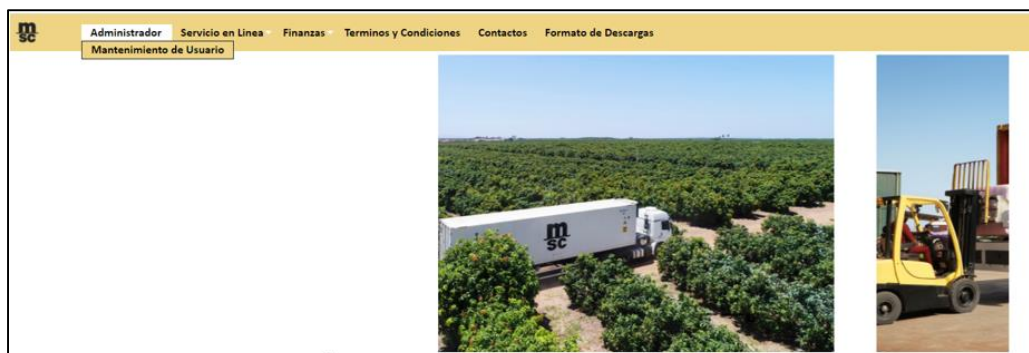 msc
Administrador Servicio en Linea Finanzas Terminos y Condiciones Contactos Formato de Descargas
Mantenimiento de Usuario
msc